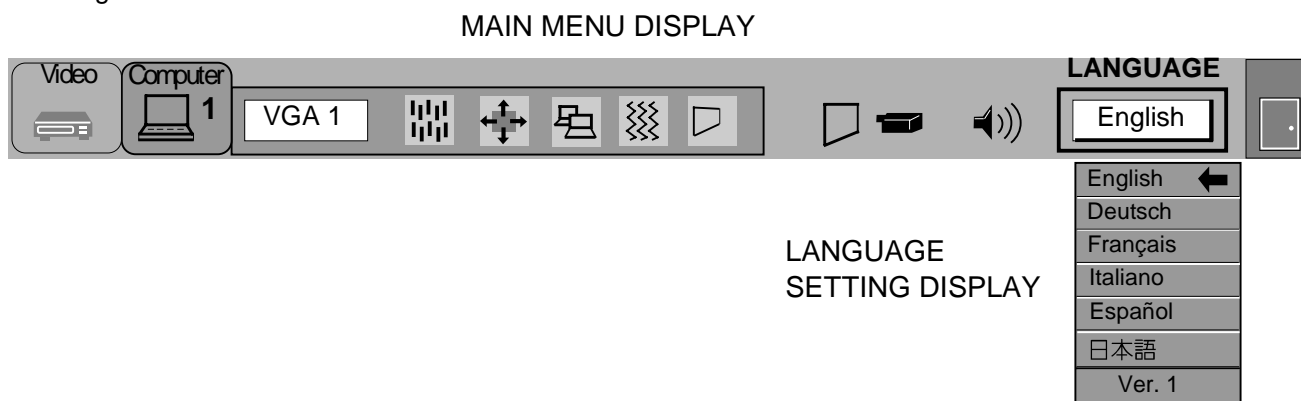 MAIN MENU DISPLAY
Video
Computer
LANGUAGE
1
VGA 1
English
English
Deutsch
Français
LANGUAGE
SETTING DISPLAY
Italiano
Español
日本語
Ver. 1